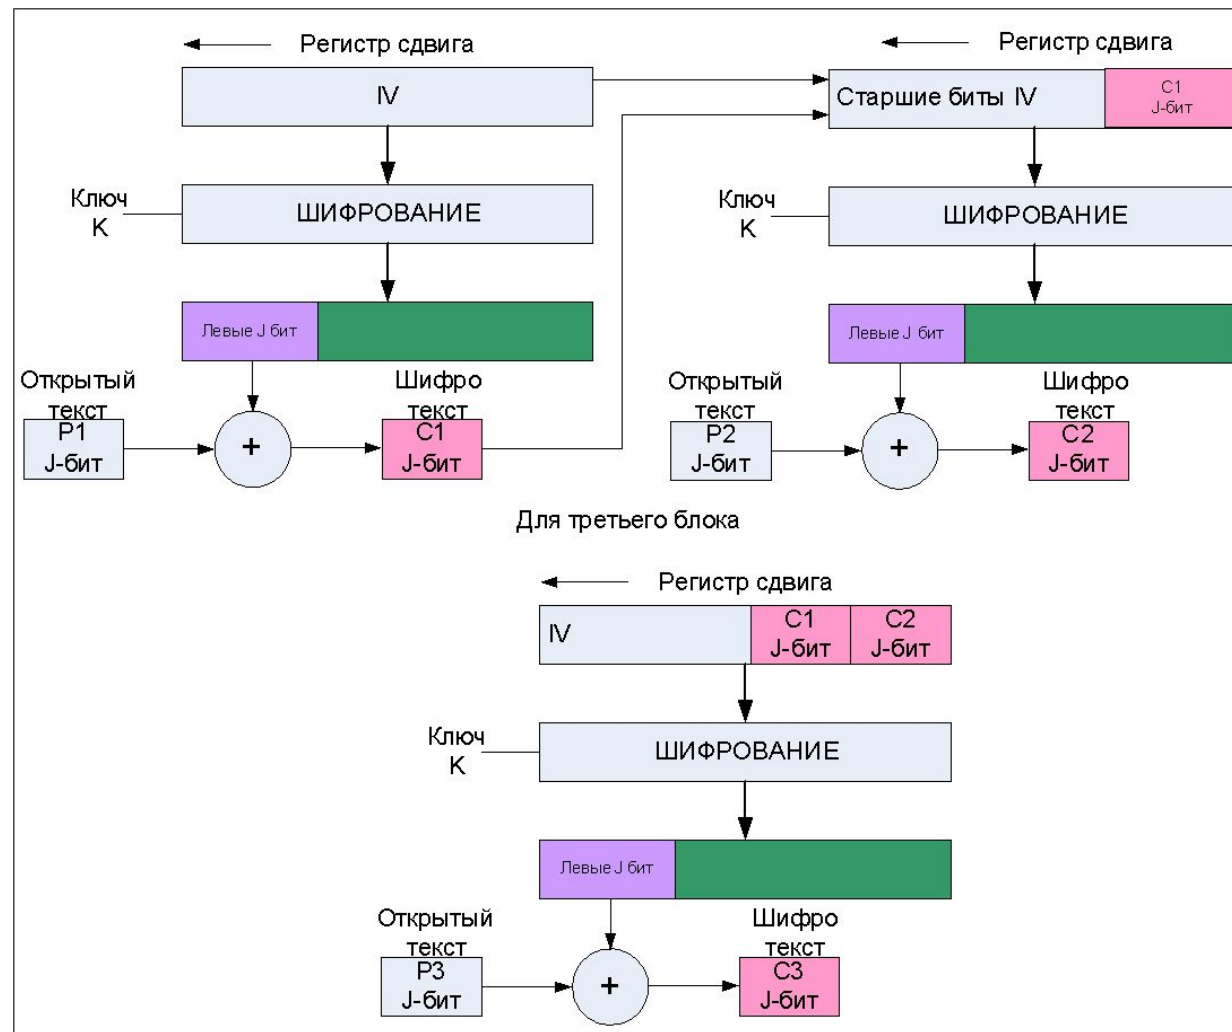 Регистр сдвига
IV
Ключ
K
ШИФРОВАНИЕ
Левые J бит
Открытый
текст
P1
J-бит
+
Шифро
текст
C1
J-бит
Регистр сдвига
Старшие биты IV
C1
J-бит
Ключ
K
ШИФРОВАНИЕ
Левые J бит
Открытый
текст
P2
J-бит
+
Шифро
текст
C2
J-бит
Для третьего блока
Регистр сдвига
IV
C1
J-бит
C2
J-бит
Ключ
K
ШИФРОВАНИЕ
Левые J бит
Открытый
текст
P3
J-бит
+
Шифро
текст
C3
J-бит